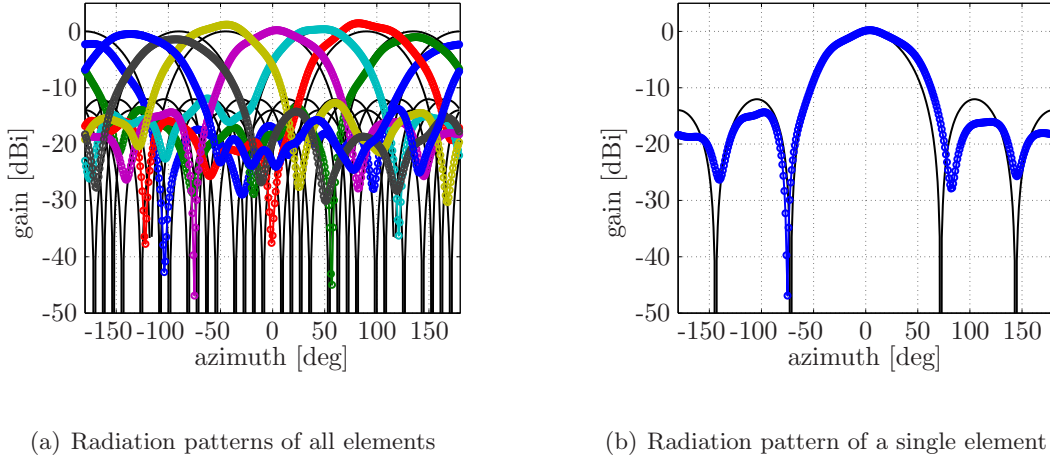 0
-10
-20
-30
-40
-50
gain [dBi]
-150 -100 -50 0 50 100 150
azimuth [deg]
(a) Radiation patterns of all elements
0
-10
-20
-30
-40
-50
gain [dBi]
-150 -100 -50 0 50 100 150
azimuth [deg]
(b) Radiation pattern of a single element